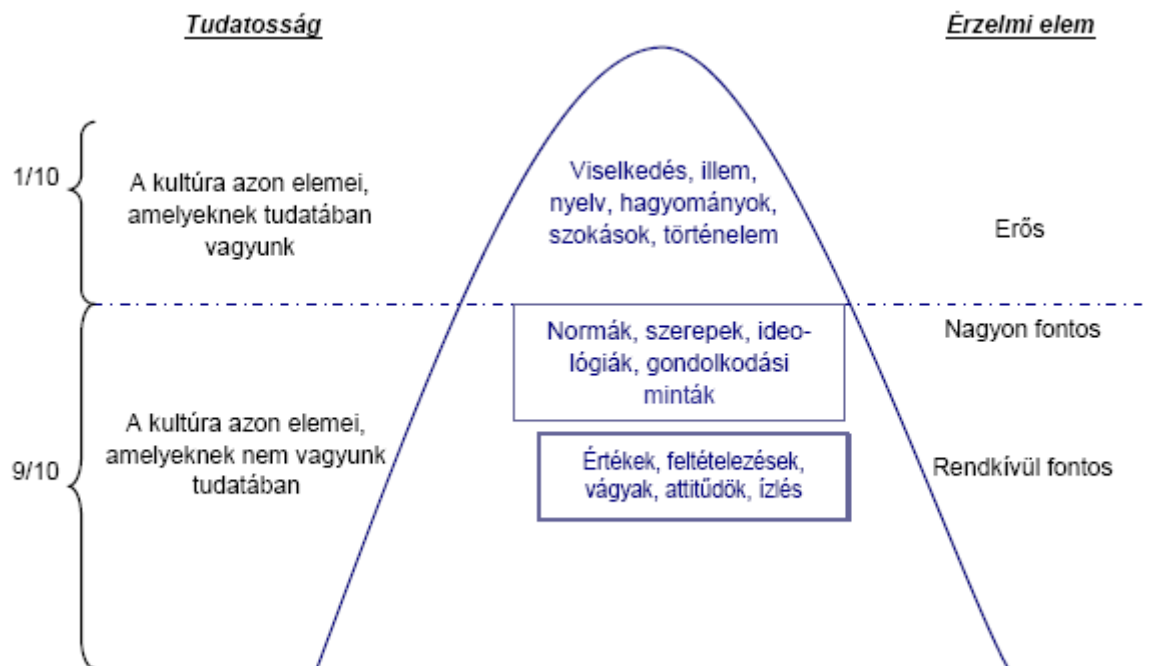 Tudatosság
Érzelmi elem
1/10
A kultúra azon elemei,
amelyeknek tudatában
vagyunk
Viselkedés, illem,
nyelv, hagyományok,
szokások, történelem
Erős
Normák, szerepek, ideo-
lógiák, gondolkodási
minták
Nagyon fontos
9/10
A kultúra azon elemei,
amelyeknek nem vagyunk
tudatában
Értékek, feltételezések,
vágyak, attitűdök, ízlés
Rendkívül fontos